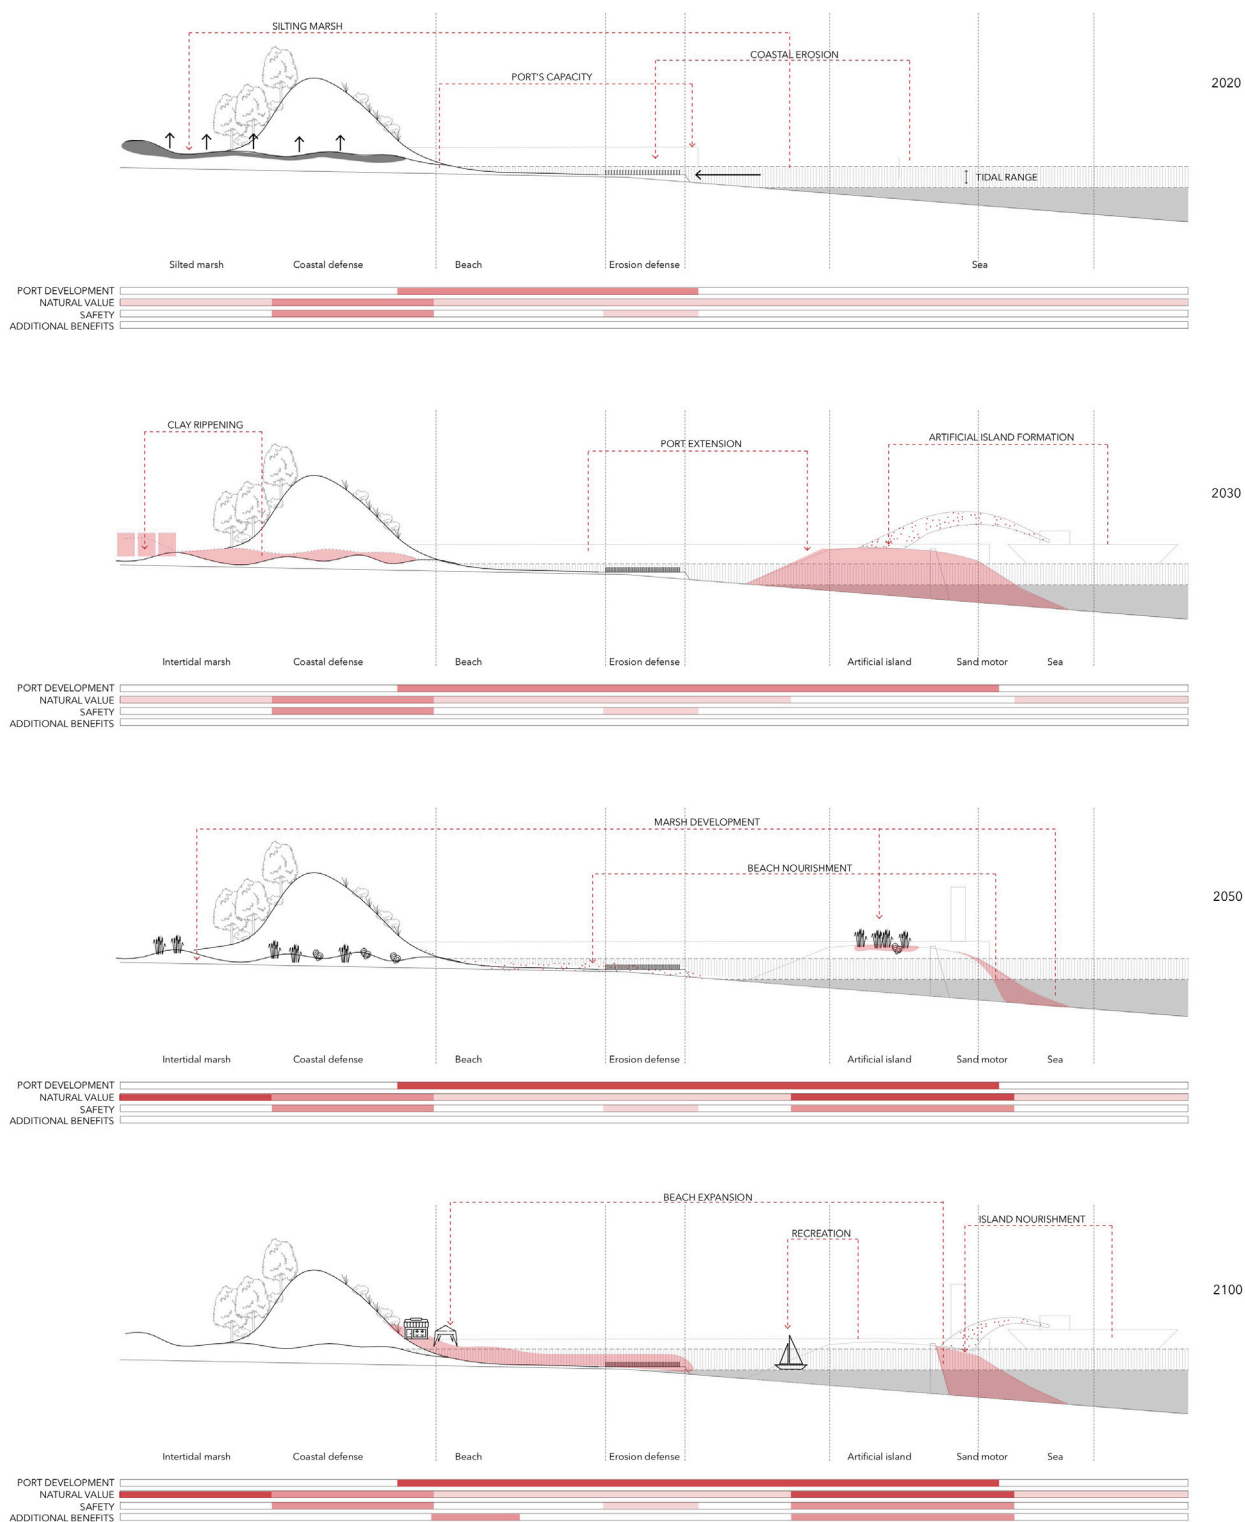 SILTING MARSH
COASTAL EROSION
PORT'S CAPACITY
2020
TIDAL RANGE
Silted marsh Coastal defense Beach Erosion defense Sea
PORT DEVELOPMENT
NATURAL VALUE
SAFETY
ADDITIONAL BENEFITS
CLAY RIPPENING
ARTIFICIAL ISLAND FORMATION
PORT EXTENSION
2030
Intertidal marsh Coastal defense Beach Erosion defense Artificial island Sand motor Sea
PORT DEVELOPMENT
NATURAL VALUE
SAFETY
ADDITIONAL BENEFITS
MARSH DEVELOPMENT
BEACH NOURISHMENT
2050
Intertidal marsh Coastal defense Beach Erosion defense Artificial island Sand motor Sea
PORT DEVELOPMENT
NATURAL VALUE
SAFETY
ADDITIONAL BENEFITS
BEACH EXPANSION
ISLAND NOURISHMENT
RECREATION
2100
Intertidal marsh Coastal defense Beach Erosion defense Artificial island Sand motor Sea
PORT DEVELOPMENT
NATURAL VALUE
SAFETY
ADDITIONAL BENEFITS